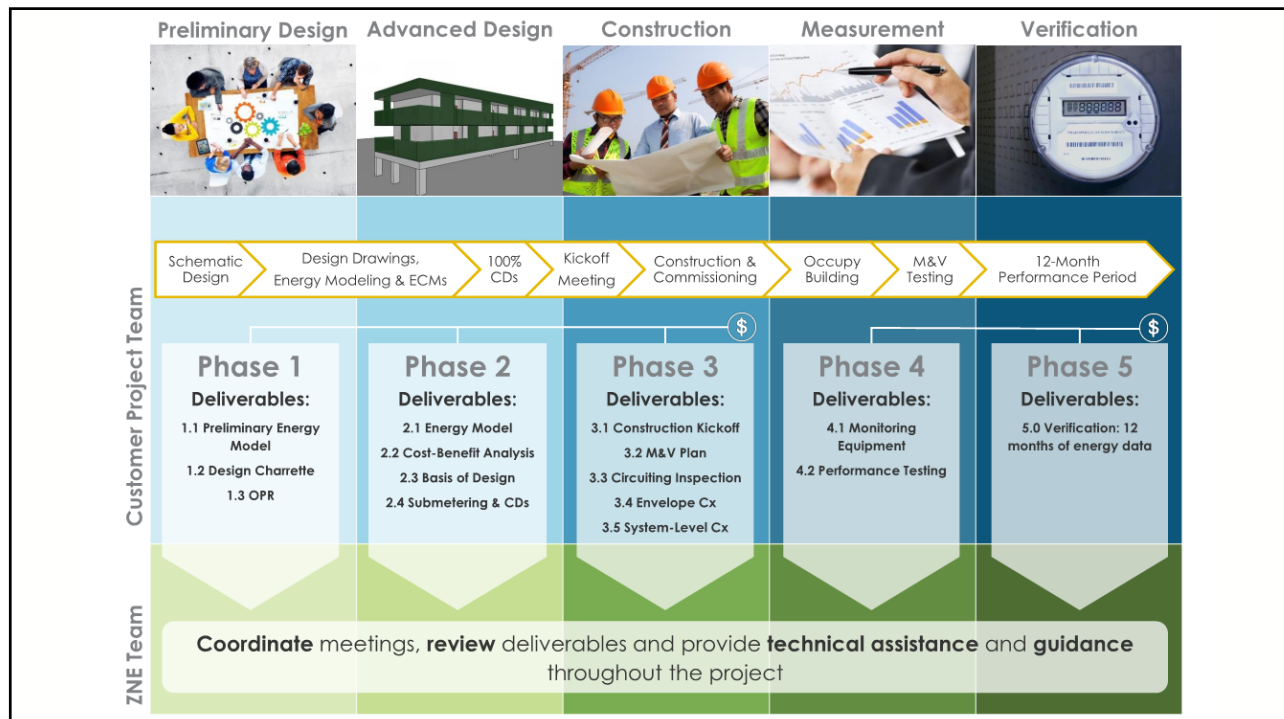 Preliminary Design
Advanced Design
Construction
Measurement
Verification
Customer Project Team
Schematic
Design
Design Drawings,
Energy Modeling & ECMs
100%
CDs
Kickoff
Meeting
Construction &
Commissioning
Occupy
Building
M&V
Testing
12-Month
Performance Period
$
$
Phase 1
Deliverables:
1.1 Preliminary Energy
Model
1.2 Design Charrette
1.3 OPR
Phase 2
Deliverables:
2.1 Energy Model
2.2 Cost-Benefit Analysis
2.3 Basis of Design
2.4 Submetering & CDs
Phase 3
Deliverables:
3.1 Construction Kickoff
3.2 M&V Plan
3.3 Circuiting Inspection
3.4 Envelope Cx
3.5 System-Level Cx
Phase 4
Deliverables:
4.1 Monitoring
Equipment
4.2 Performance Testing
Phase 5
Deliverables:
5.0 Verification: 12
months of energy data
ZNE Team
Coordinate meetings, review deliverables and provide technical assistance and guidance
throughout the project